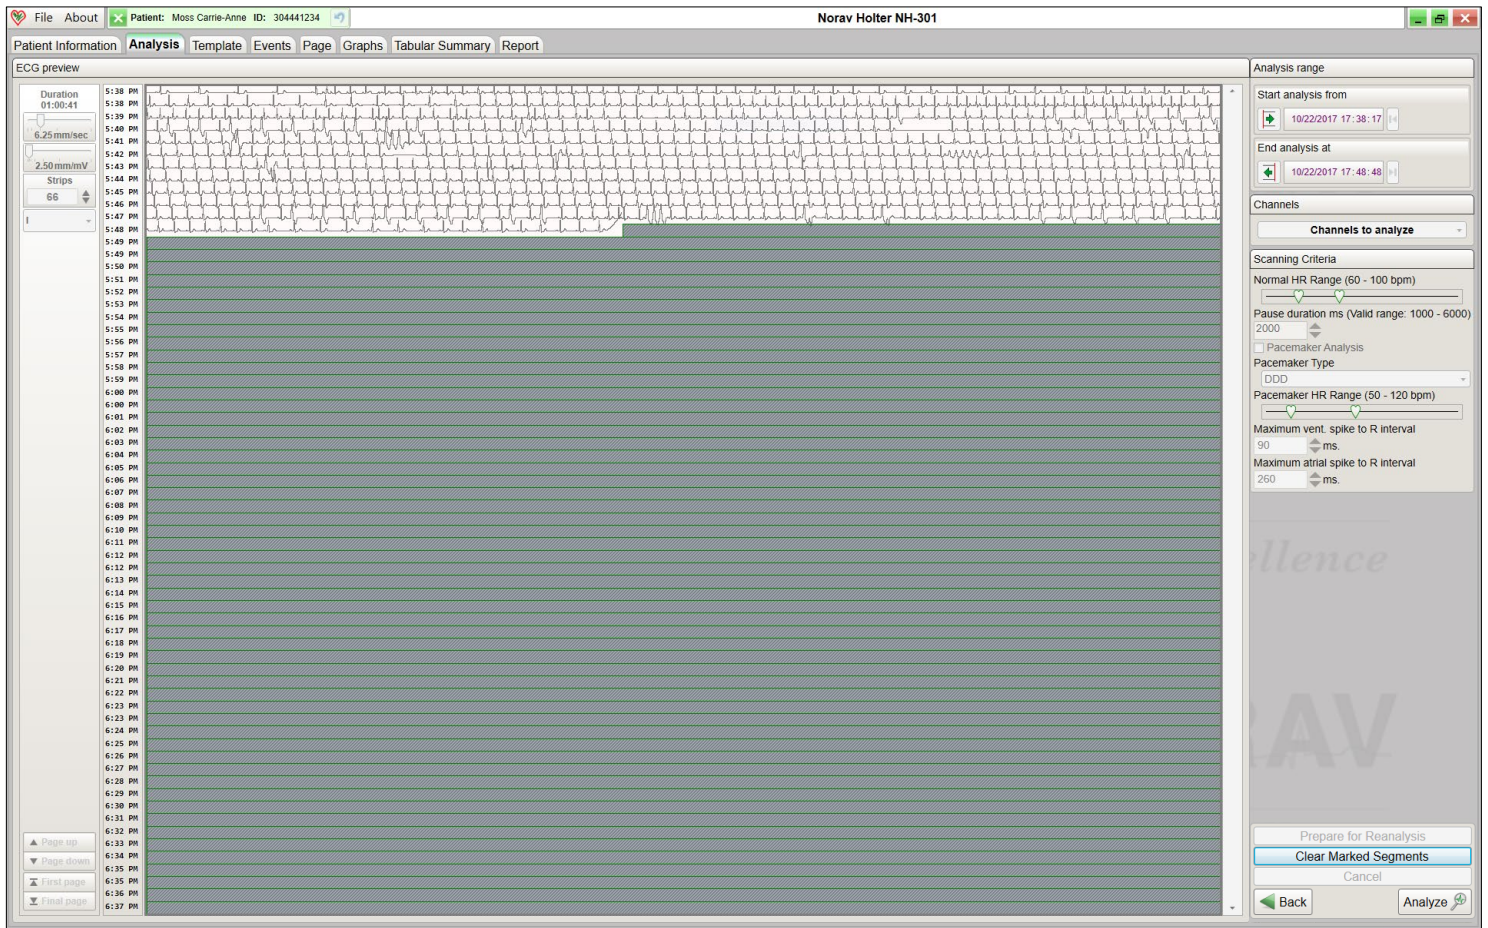 File About Patient: Moss Carrie-Anne ID: 304441234 Norav Holter NH-301
Patient Information Analysis Template Events Page Graphs Tabular Summary Report
ECG preview
Duration
01:00:41
6.25 mm/sec
2.50 mm/mV
Strips
66
I
5:38 PM
5:38 PM
5:39 PM
5:40 PM
5:41 PM
5:42 PM
5:43 PM
5:44 PM
5:45 PM
5:46 PM
5:47 PM
5:48 PM
5:49 PM
5:49 PM
5:50 PM
5:51 PM
5:52 PM
5:53 PM
5:54 PM
5:55 PM
5:56 PM
5:57 PM
5:58 PM
5:59 PM
6:00 PM
6:00 PM
6:01 PM
6:02 PM
6:03 PM
6:04 PM
6:05 PM
6:06 PM
6:07 PM
6:08 PM
6:09 PM
6:10 PM
6:11 PM
6:12 PM
6:12 PM
6:13 PM
6:14 PM
6:15 PM
6:16 PM
6:17 PM
6:18 PM
6:19 PM
6:20 PM
6:21 PM
6:22 PM
6:23 PM
6:23 PM
6:24 PM
6:25 PM
6:26 PM
6:27 PM
6:28 PM
6:29 PM
6:30 PM
6:31 PM
6:32 PM
6:33 PM
6:34 PM
6:35 PM
6:35 PM
6:36 PM
6:37 PM
Page up
Page down
First page
Final page
Analysis range
Start analysis from
10/22/2017 17:38:17
End analysis at
10/22/2017 17:48:48
Channels
Channels to analyze
Scanning Criteria
Normal HR Range (60 - 100 bpm)
Pause duration ms (Valid range: 1000 - 6000)
2000
Pacemaker Analysis
Pacemaker Type
DDD
Pacemaker HR Range (50 - 120 bpm)
Maximum vent. spike to R interval
90 ms.
Maximum atrial spike to R interval
260 ms.
ellence
RAV
Prepare for Reanalysis
Clear Marked Segments
Cancel
Back Analyze